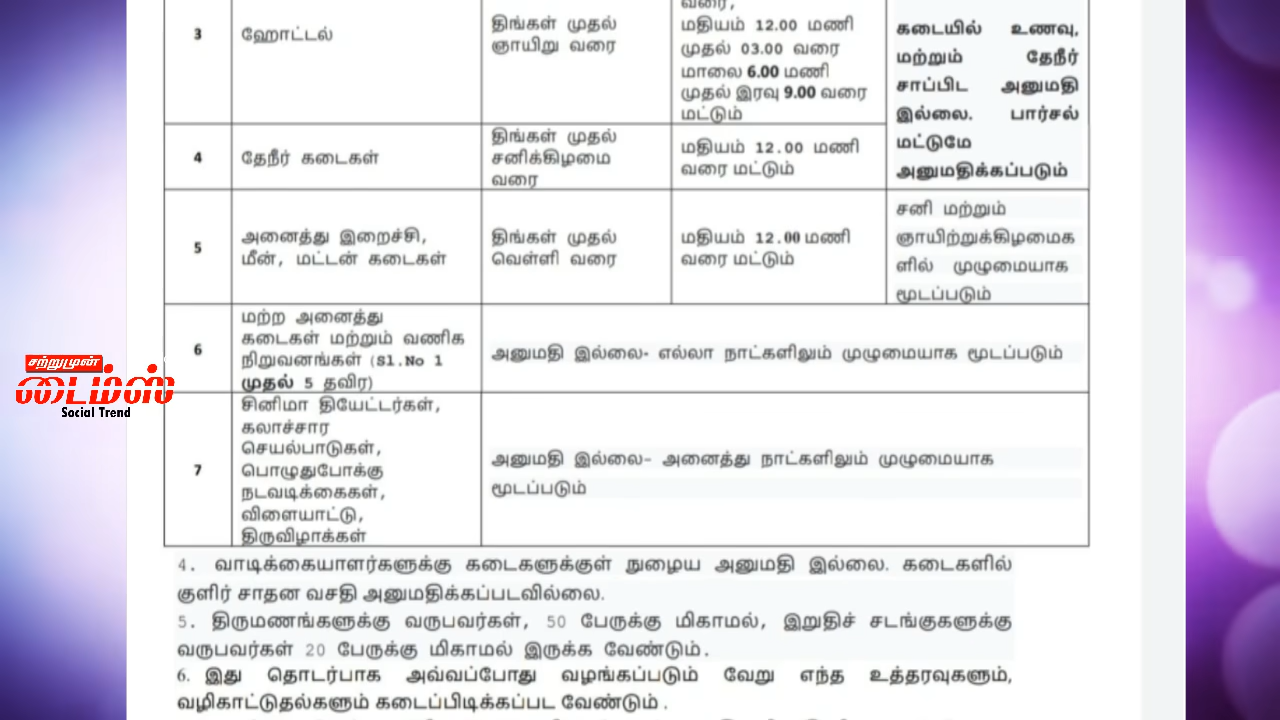 வரை,
3 ஹோட்டல்
திங்கள் முதல்
ஞாயிறு வரை
மதியம் 12.00 மணி
முதல் 03.00 வரை
மாலை 6.00 மணி
முதல் இரவு 9.00 வரை
மட்டும்
கடையில் உணவு,
மற்றும் தேநீர்
சாப்பிட அனுமதி
இல்லை. பார்சல்
மட்டுமே
அனுமதிக்கப்படும்
4 தேநீர் கடைகள்
திங்கள் முதல்
சனிக்கிழமை
வரை
மதியம் 12.00 மணி
வரை மட்டும்
5
அனைத்து இறைச்சி,
மீன், மட்டன் கடைகள்
திங்கள் முதல்
வெள்ளி வரை
மதியம் 12.00 மணி
வரை மட்டும்
சனி மற்றும்
ஞாயிற்றுக்கிழமைக
ளில் முழுமையாக
மூடப்படும்
6
மற்ற அனைத்து
கடைகள் மற்றும் வணிக
நிறுவனங்கள் (Sl.No 1
முதல் 5 தவிர)
அனுமதி இல்லை- எல்லா நாட்களிலும் முழுமையாக மூடப்படும்
7
சினிமா தியேட்டர்கள்,
கலாச்சார
செயல்பாடுகள்,
பொழுதுபோக்கு
நடவடிக்கைகள்,
விளையாட்டு,
திருவிழாக்கள்
அனுமதி இல்லை– அனைத்து நாட்களிலும் முழுமையாக
மூடப்படும்
4. வாடிக்கையாளர்களுக்கு கடைகளுக்குள் நுழைய அனுமதி இல்லை. கடைகளில்
குளிர் சாதன வசதி அனுமதிக்கப்படவில்லை.
5. திருமணங்களுக்கு வருபவர்கள், 50 பேருக்கு மிகாமல், இறுதிச் சடங்குகளுக்கு
வருபவர்கள் 20 பேருக்கு மிகாமல் இருக்க வேண்டும்.
6. இது தொடர்பாக அவ்வப்போது வழங்கப்படும் வேறு எந்த உத்தரவுகளும்,
வழிகாட்டுதல்களும் கடைப்பிடிக்கப்பட வேண்டும் .
சற்றுமுன்
டைம்ஸ்
Social Trend